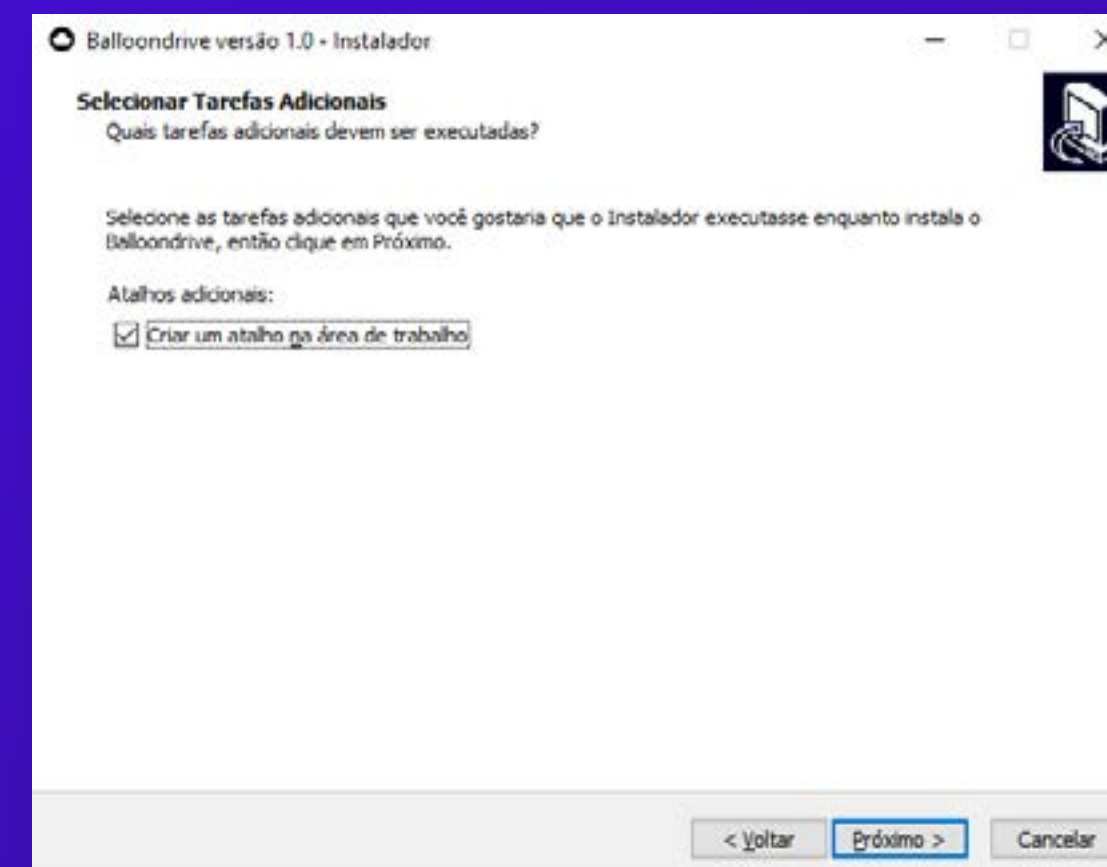 Balloondrive versão 1.0 - Instalador
Selecionar Tarefas Adicionais
Quais tarefas adicionais devem ser executadas?
Selecione as tarefas adicionais que você gostaria que o Instalador executasse enquanto instala o
Balloondrive, então clique em Próximo.
Atalhos adicionais:
Criar um atalho na área de trabalho
< Voltar Próximo > Cancelar